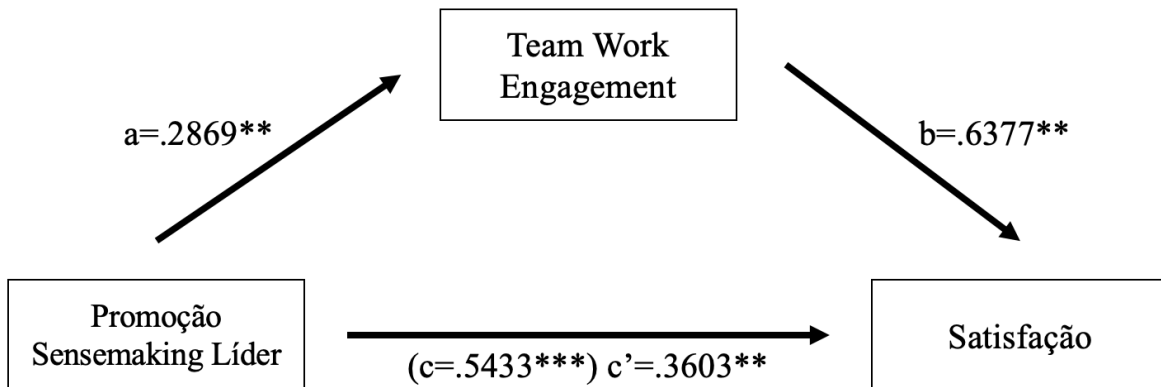 Team Work
Engagement
a=.2869**
b=.6377**
Promoção
Sensemaking Líder
(c=.5433***) c’=.3603**
Satisfação